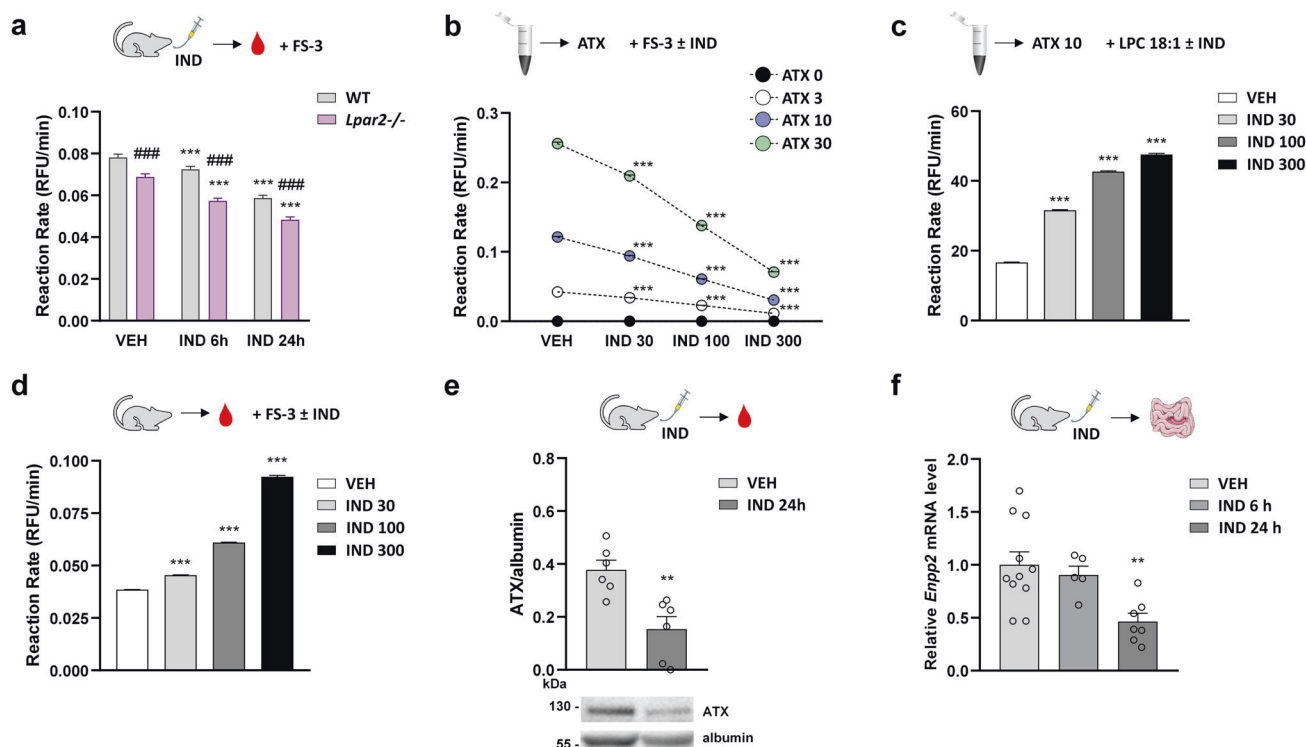 a
IND
+ FS-3
WT
Lpar2-/-
Reaction Rate (RFU/min)
0.10
0.08
0.06
0.04
0.02
0.00
###
***
###
***
***
###
***
VEH
IND 6h
IND 24h
b
ATX
+ FS-3 ± IND
ATX 0
ATX 3
ATX 10
ATX 30
Reaction Rate (RFU/min)
0.3
0.2
0.1
0.0
***
***
***
***
***
***
***
***
***
VEH
IND 30
IND 100
IND 300
c
ATX 10
+ LPC 18:1 ± IND
VEH
IND 30
IND 100
IND 300
Reaction Rate (RFU/min)
60
40
20
0
***
***
***
d
+ FS-3 ± IND
VEH
IND 30
IND 100
IND 300
Reaction Rate (RFU/min)
0.100
0.075
0.050
0.025
0.000
***
***
***
e
IND
VEH
IND 24h
ATX/albumin
0.8
0.6
0.4
0.2
0.0
**
kDa
130 -
ATX
55 -
albumin
f
IND
VEH
IND 6 h
IND 24 h
Relative Enpp2 mRNA level
2.0
1.5
1.0
0.5
0.0
**